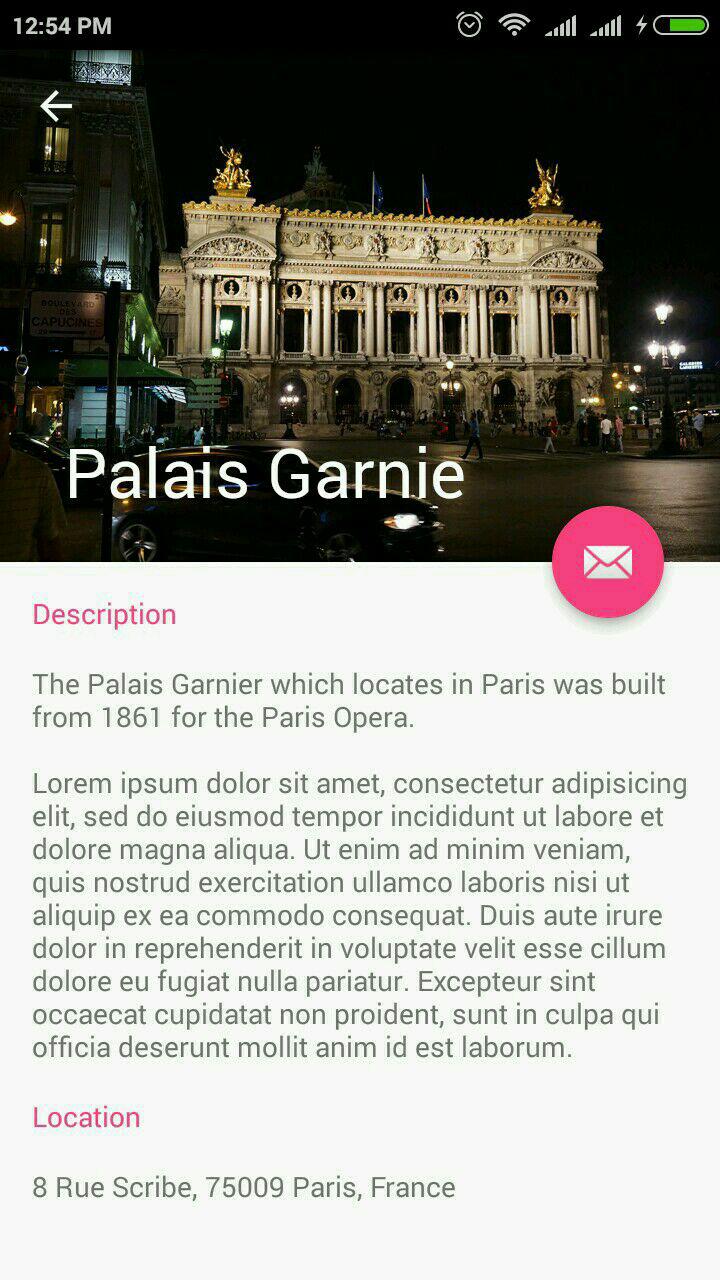 12:54 PM
BOULEVARD
DES
CAPUCINES
Palais Garnie
Description
The Palais Garnier which locates in Paris was built
from 1861 for the Paris Opera.
Lorem ipsum dolor sit amet, consectetur adipisicing
elit, sed do eiusmod tempor incididunt ut labore et
dolore magna aliqua. Ut enim ad minim veniam,
quis nostrud exercitation ullamco laboris nisi ut
aliquip ex ea commodo consequat. Duis aute irure
dolor in reprehenderit in voluptate velit esse cillum
dolore eu fugiat nulla pariatur. Excepteur sint
occaecat cupidatat non proident, sunt in culpa qui
officia deserunt mollit anim id est laborum.
Location
8 Rue Scribe, 75009 Paris, France